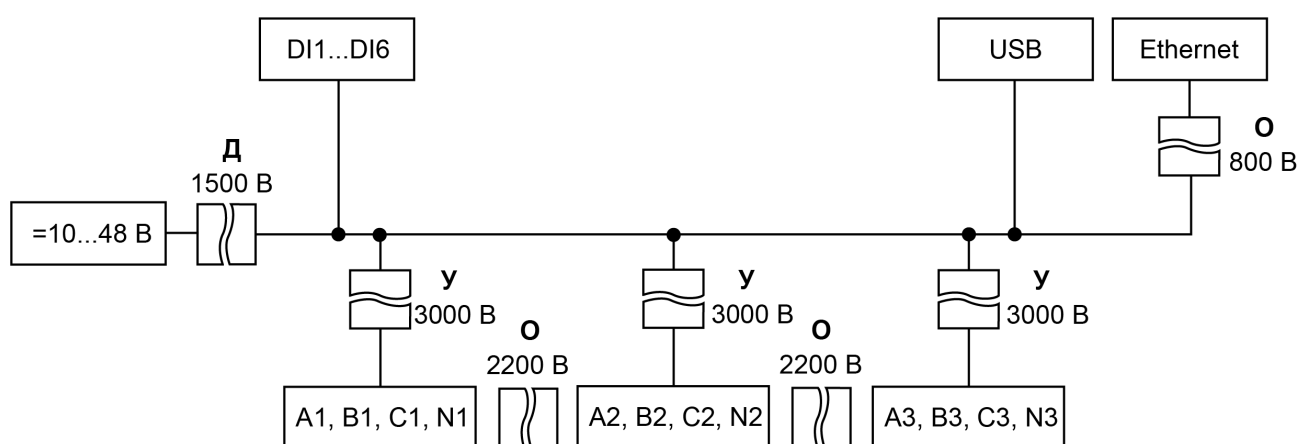 DI1...DI6
USB
Ethernet
О
800 В
Д
1500 В
=10...48 В
У
3000 В
У
3000 В
У
3000 В
О
2200 В
О
2200 В
A1, B1, C1, N1
A2, B2, C2, N2
A3, B3, C3, N3